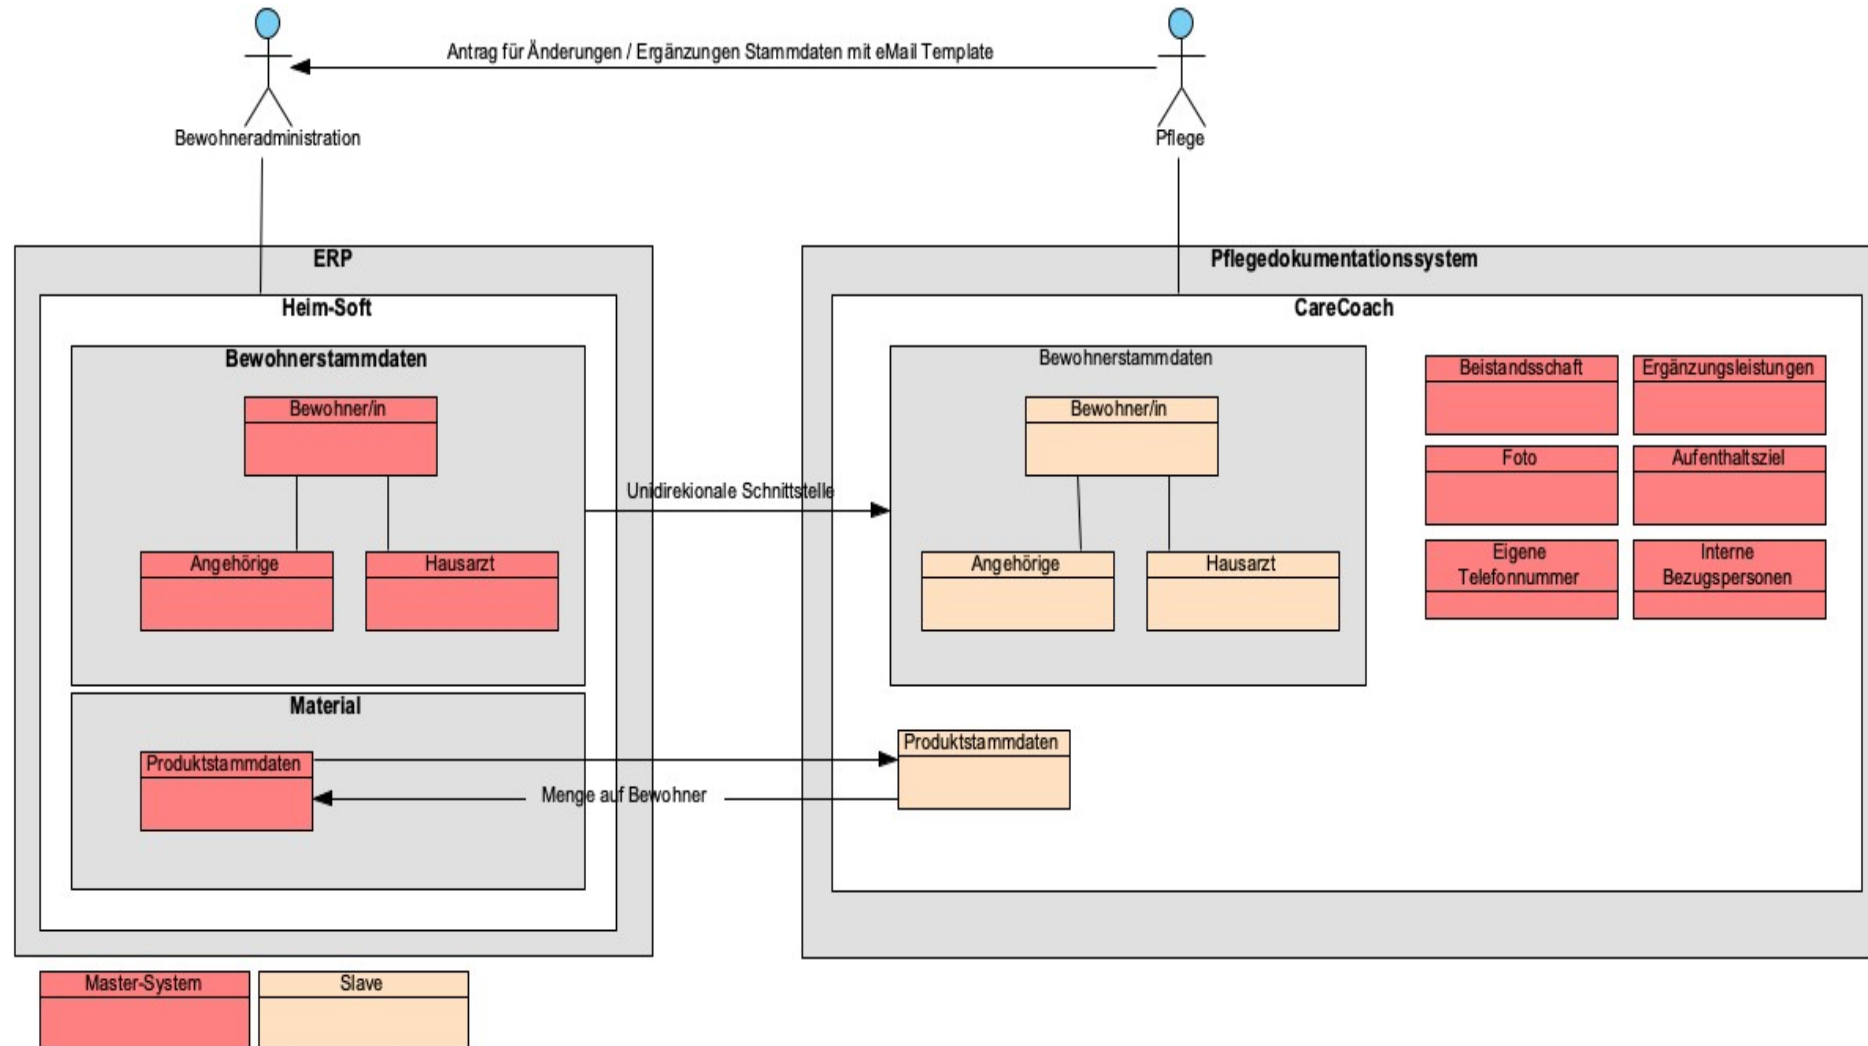 Antrag für Änderungen / Ergänzungen Stammdaten mit eMail Template
Bewohneradministration
Pflege
ERP
Heim-Soft
Bewohnerstammdaten
Bewohner/in
Angehörige
Hausarzt
Material
Produktstammdaten
Unidirekionale Schnittstelle
Menge auf Bewohner
Pflegedokumentationssystem
CareCoach
Bewohnerstammdaten
Bewohner/in
Angehörige
Hausarzt
Produktstammdaten
Beistandsschaft
Ergänzungsleistungen
Foto
Aufenthaltsziel
Eigene
Telefonnummer
Interne
Bezugspersonen
Master-System
Slave